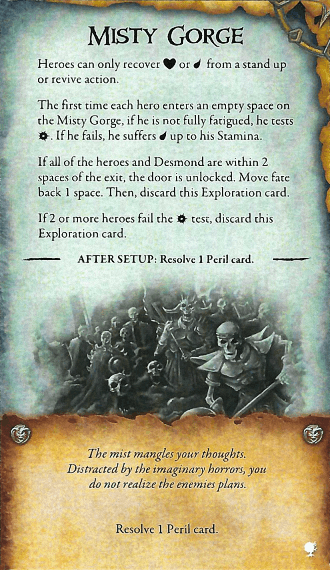 MISTY GORGE
Heroes can only recover or from a stand up
or revive action.
The first time each hero enters an empty space on
the Misty Gorge, if he is not fully fatigued, he tests
. If he fails, he suffers up to his Stamina.
If all of the heroes and Desmond are within 2
spaces of the exit, the door is unlocked. Move fate
back 1 space. Then, discard this Exploration card.
If 2 or more heroes fail the test, discard this
Exploration card.
AFTER SETUP: Resolve 1 Peril card.
The mist mangles your thoughts.
Distracted by the imaginary horrors, you
do not realize the enemies plans.
Resolve 1 Peril card.